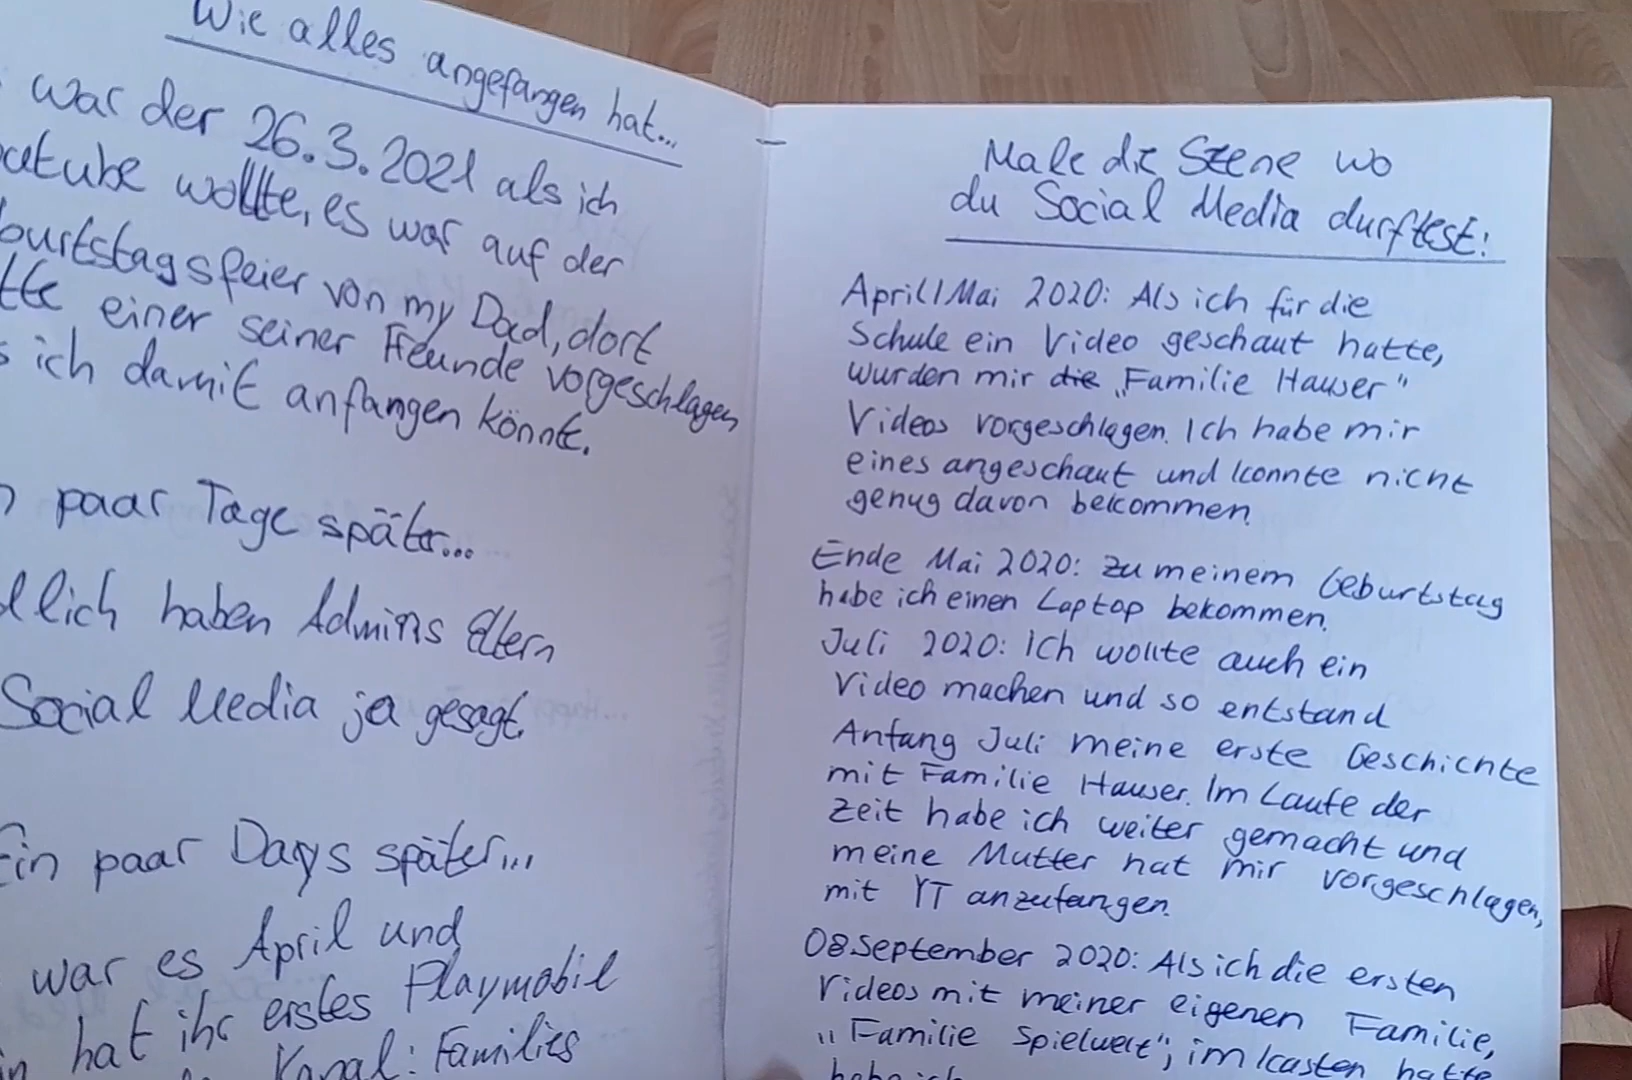 Wie alles angefangen hat...
war der 26.3.2021 als ich
wollte, es war auf der
von my Dad, dort
einer seiner Freunde vorgeschlagen
ich damit anfangen könnte.
paar Tage später...
haben Admins Eltern
Social Media ja gesagt.
Ein paar Days später...
war es April und
hat ihr erstes Playmobil
Kanal: Families
Male die Szene wo
du Social Media durftest:
April/Mai 2020: Als ich für die
Schule ein Video geschaut hatte,
wurden mir die „Familie Hauser"
Videos vorgeschlagen. Ich habe mir
eines angeschaut und konnte nicht
genug davon bekommen.
Ende Mai 2020: Zu meinem Geburtstag
habe ich einen Laptop bekommen.
Juli 2020: Ich wollte auch ein
Video machen und so entstand
Anfang Juli meine erste Geschichte
mit Familie Hauser. Im Laufe der
Zeit habe ich weiter gemacht und
meine Mutter hat mir vorgeschlagen,
mit YT anzufangen.
08.September 2020: Als ich die ersten
Videos mit meiner eigenen Familie,
„Familie Spielwelt", im Kasten hatte
habe ich